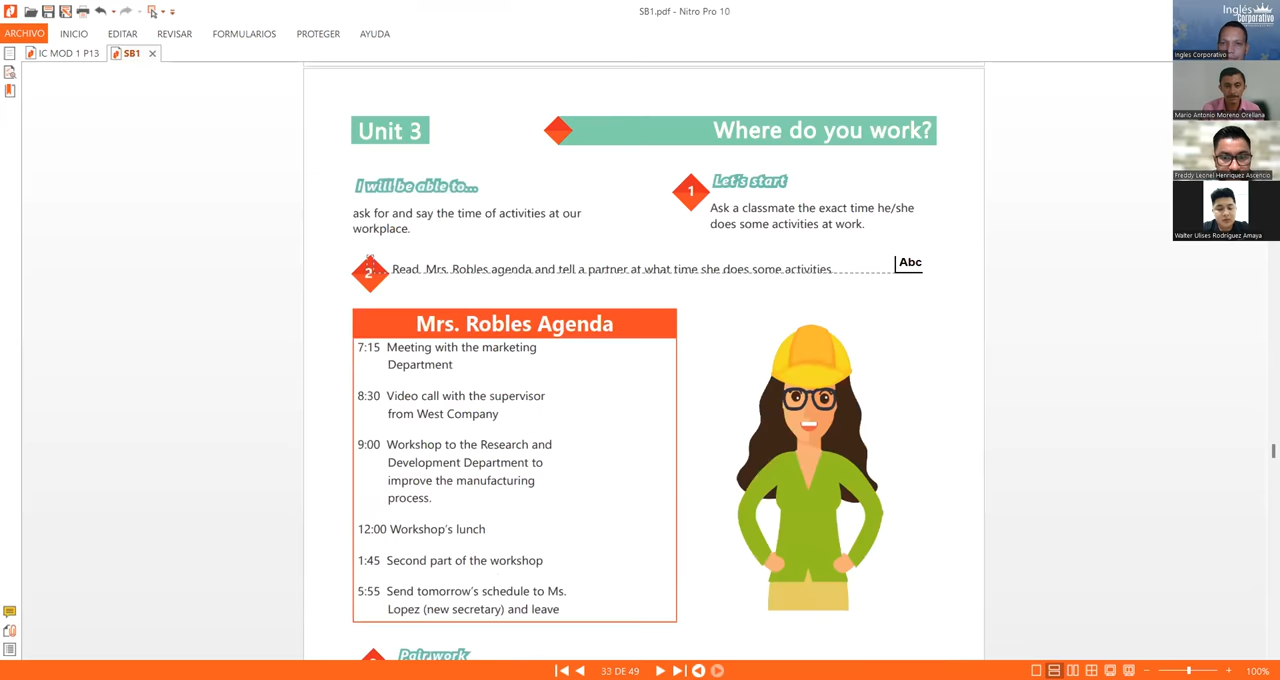 SB1.pdf - Nitro Pro 10
ARCHIVO INICIO EDITAR REVISAR FORMULARIOS PROTEGER AYUDA
IC MOD 1 P13 SB1
Unit 3
Where do you work?
I will be able to...
ask for and say the time of activities at our
workplace.
1
Let's start
Ask a classmate the exact time he/she
does some activities at work.
2
Read Mrs. Robles agenda and tell a partner at what time she does some activities
Abc
Mrs. Robles Agenda
7:15 Meeting with the marketing
Department
8:30 Video call with the supervisor
from West Company
9:00 Workshop to the Research and
Development Department to
improve the manufacturing
process.
12:00 Workshop's lunch
1:45 Second part of the workshop
5:55 Send tomorrow's schedule to Ms.
Lopez (new secretary) and leave
Pair work
33 DE 49
100%
Inglés
Corporativo
Ingles Corporativo
Mario Antonio Moreno Orellana
Freddy Leonel Henriquez Ascencio
Walter Ulises Rodriguez Amaya